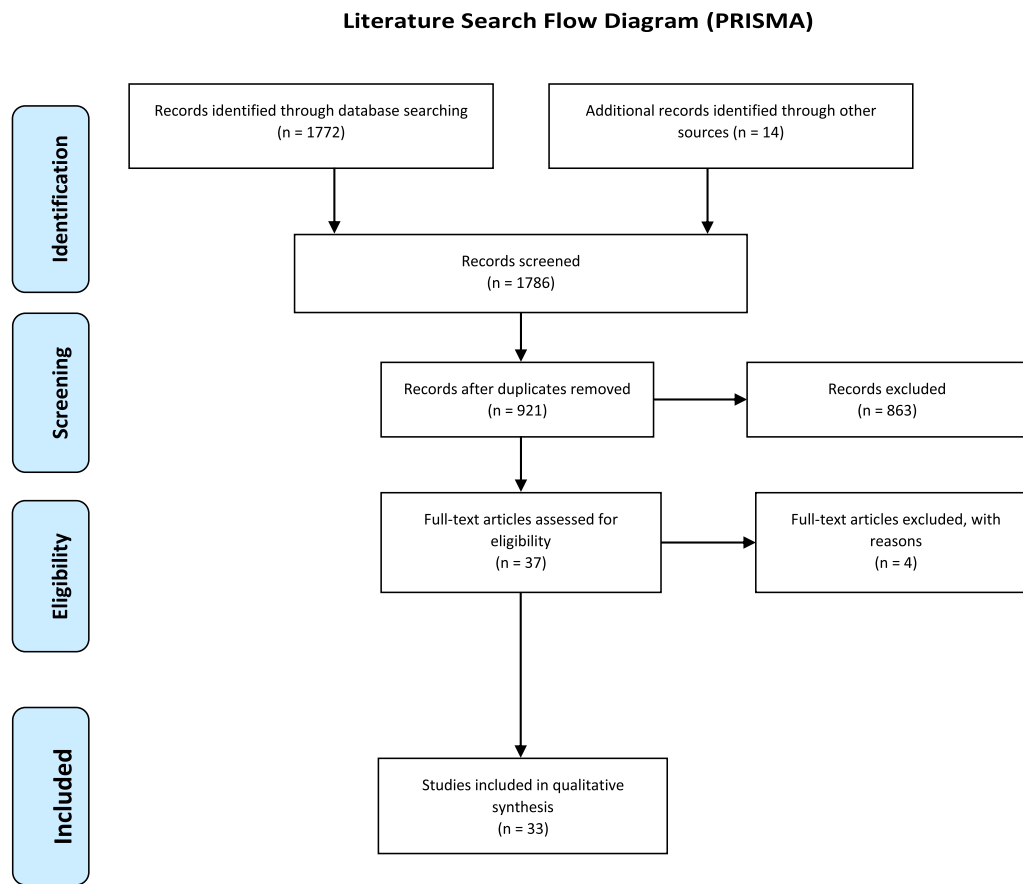 Literature Search Flow Diagram (PRISMA)
Identification
Records identified through database searching
(n = 1772)
Additional records identified through other
sources (n = 14)
Records screened
(n = 1786)
Screening
Records after duplicates removed
(n = 921)
Records excluded
(n = 863)
Eligibility
Full-text articles assessed for
eligibility
(n = 37)
Full-text articles excluded, with
reasons
(n = 4)
Included
Studies included in qualitative
synthesis
(n = 33)